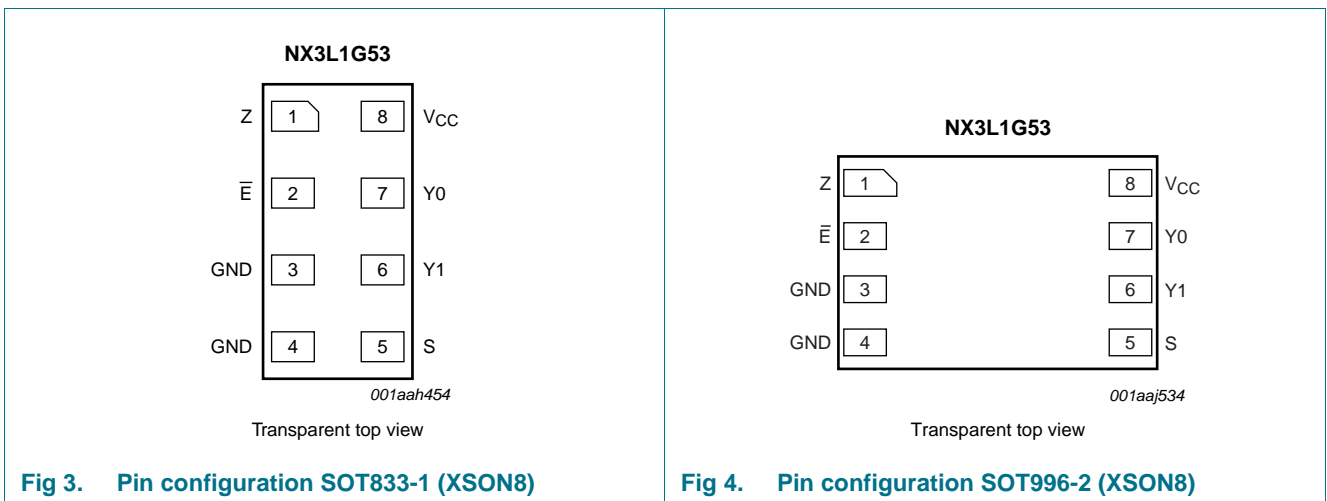 NX3L1G53
Z 1 8 VCC
E̅ 2 7 Y0
GND 3 6 Y1
GND 4 5 S
001aah454
Transparent top view
Fig 3. Pin configuration SOT833-1 (XSON8)
NX3L1G53
Z 1 8 VCC
E̅ 2 7 Y0
GND 3 6 Y1
GND 4 5 S
001aaj534
Transparent top view
Fig 4. Pin configuration SOT996-2 (XSON8)